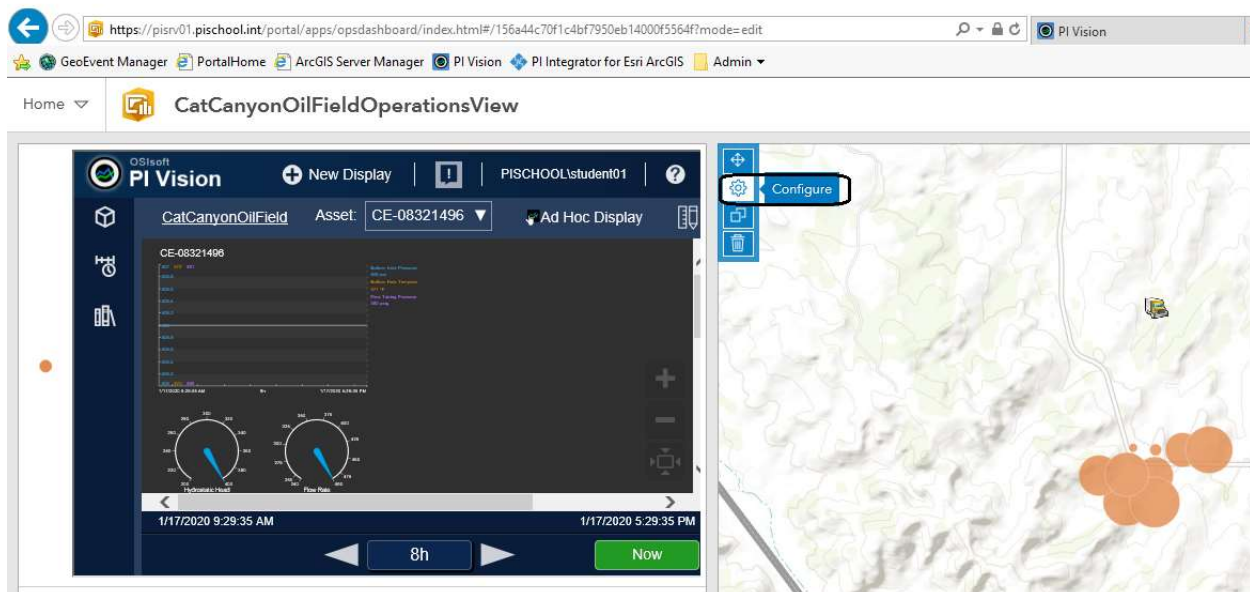 https://pisrv01.pischool.int/portal/apps/opsdashboard/index.html#/156a44c70f1c4bf7950eb14000f5564f?mode=edit
PI Vision
GeoEvent Manager PortalHome ArcGIS Server Manager PI Vision PI Integrator for Esri ArcGIS Admin
Home CatCanyonOilFieldOperationsView
OSIsoft
PI Vision New Display PISCHOOL\student01 ?
Configure
CatCanyonOilField Asset: CE-08321496 Ad Hoc Display
CE-08321496
Hydrostatic Head Flow Rate
1/17/2020 9:29:35 AM 1/17/2020 5:29:35 PM
8h Now